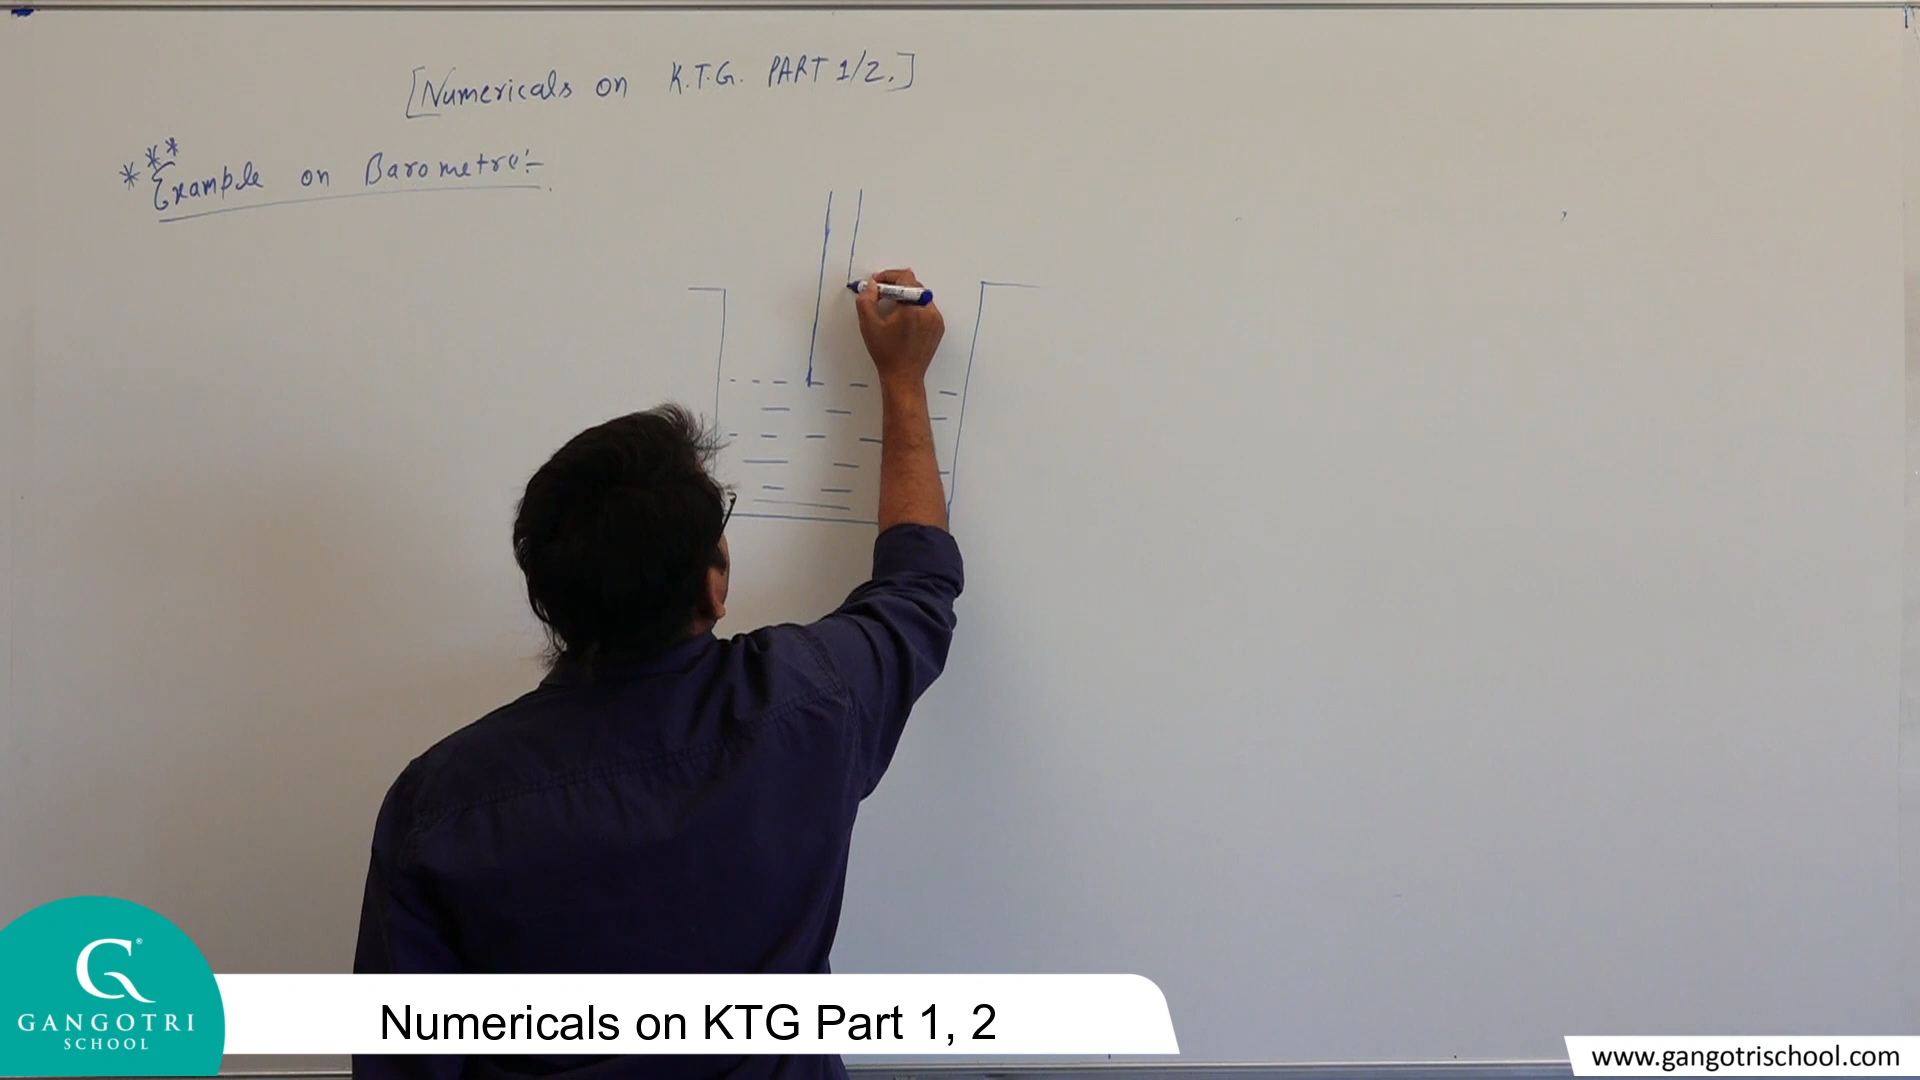 [Numericals on K.T.G. PART 1/2.]
*** Example on Barometre:-
Numericals on KTG Part 1, 2
G®
GANGOTRI
SCHOOL
www.gangotrischool.com